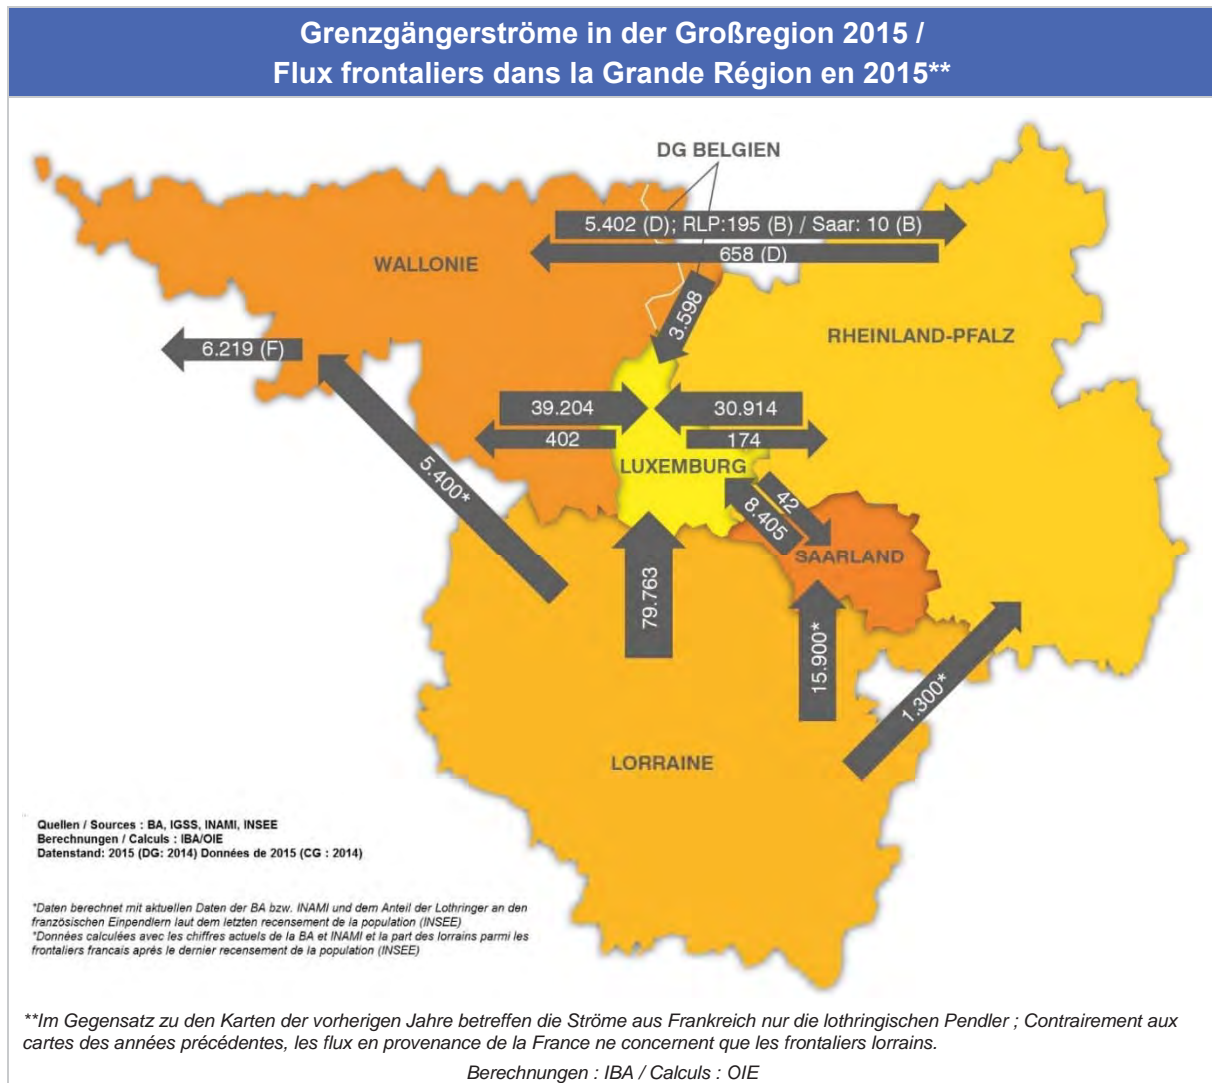 Grenzgängerströme in der Großregion 2015 /
Flux frontaliers dans la Grande Région en 2015**
DG BELGIEN
5.402 (D); RLP:195 (B) / Saar: 10 (B)
658 (D)
WALLONIE
3.598
RHEINLAND-PFALZ
6.219 (F)
39.204
30.914
402
174
LUXEMBURG
5.400*
42
8.405
SAARLAND
79.763
15.900*
1.300*
LORRAINE
Quellen / Sources : BA, IGSS, INAMI, INSEE
Berechnungen / Calculs : IBA/OIE
Datenstand: 2015 (DG: 2014) Données de 2015 (CG : 2014)
*Daten berechnet mit aktuellen Daten der BA bzw. INAMI und dem Anteil der Lothringer an den
französischen Einpendlern laut dem letzten recensement de la population (INSEE)
*Données calculées avec les chiffres actuels de la BA et INAMI et la part des lorrains parmi les
frontaliers francais après le dernier recensement de la population (INSEE)
**Im Gegensatz zu den Karten der vorherigen Jahre betreffen die Ströme aus Frankreich nur die lothringischen Pendler ; Contrairement aux
cartes des années précédentes, les flux en provenance de la France ne concernent que les frontaliers lorrains.
Berechnungen : IBA / Calculs : OIE